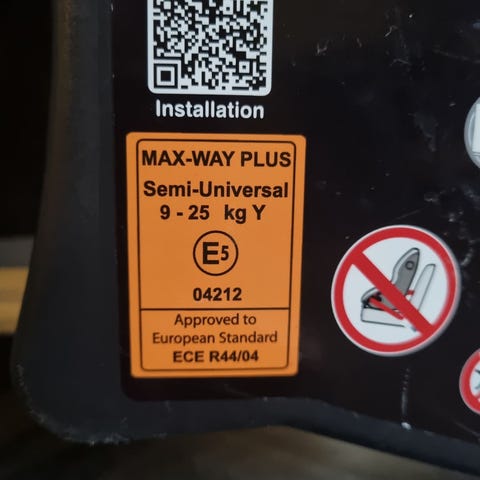 Installation
MAX-WAY PLUS
Semi-Universal
9 - 25 kg Y
E5
04212
Approved to
European Standard
ECE R44/04